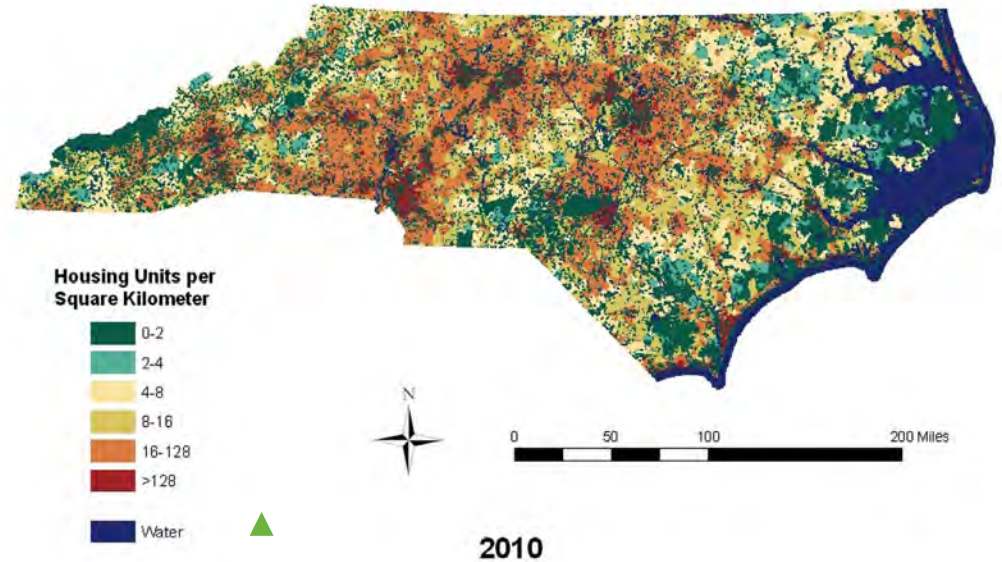 Housing Units per
Square Kilometer
0-2
2-4
4-8
8-16
16-128
>128
Water
N
0 50 100 200 Miles
2010